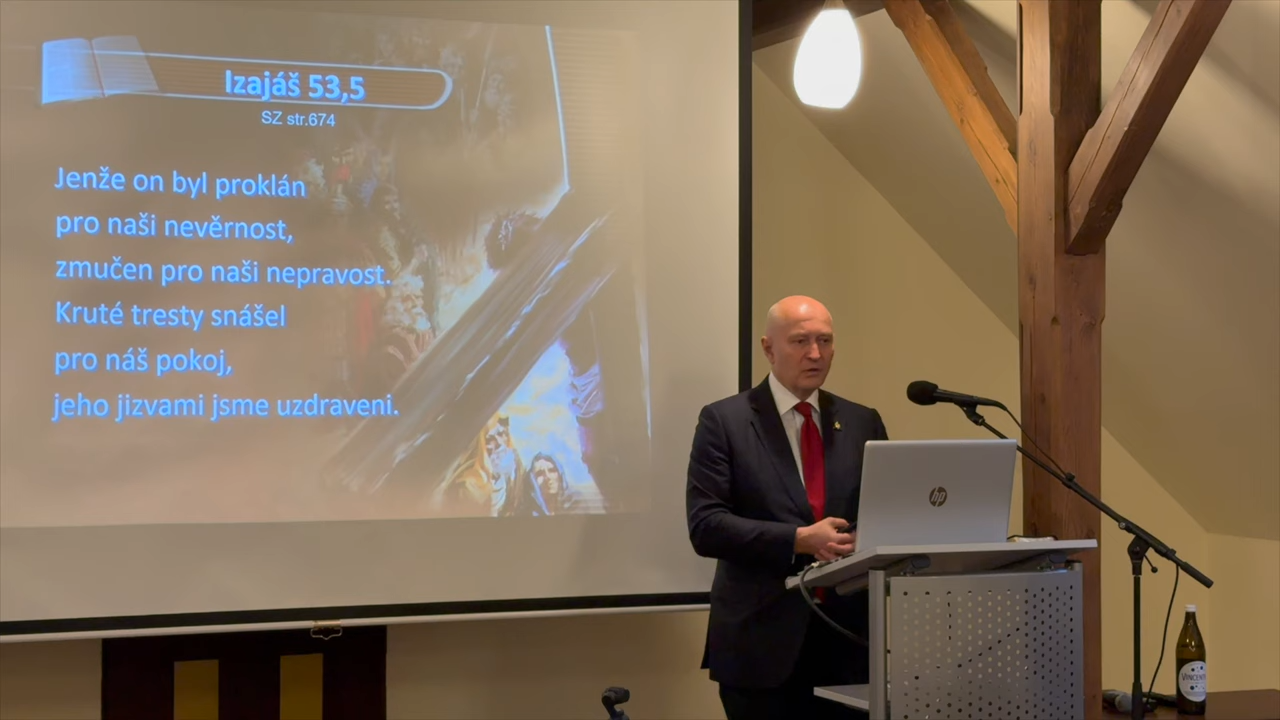 Izajáš 53,5
SZ str.674
Jenže on byl proklán
pro naši nevěrnost,
zmučen pro naši nepravost.
Kruté tresty snášel
pro náš pokoj,
jeho jizvami jsme uzdraveni.
hp